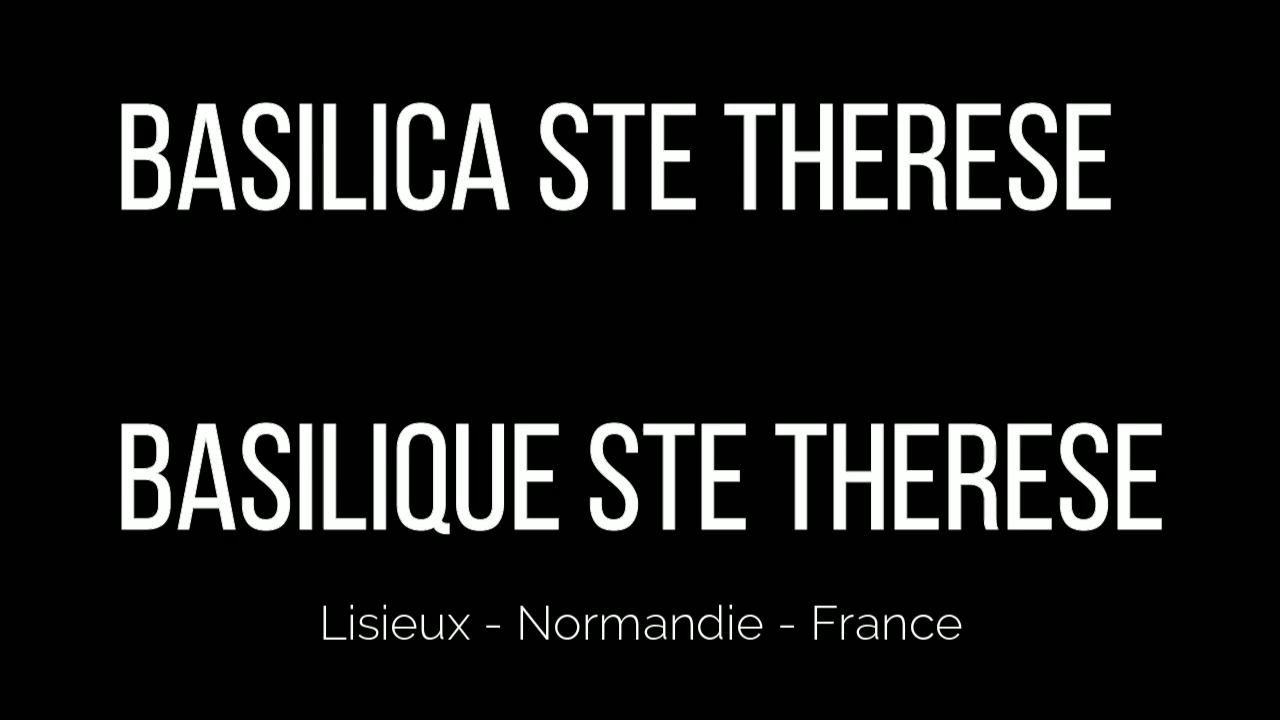 BASILICA STE THERESE
BASILIQUE STE THERESE
Lisieux - Normandie - France